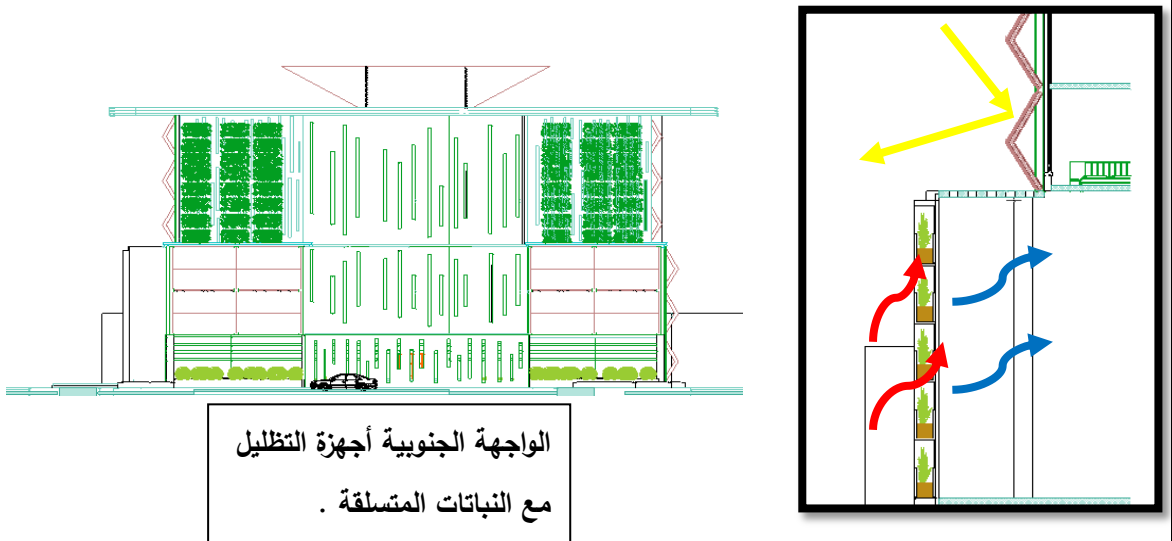 الواجهة الجنوبية أجهزة التظليل
مع النباتات المتسلقة .